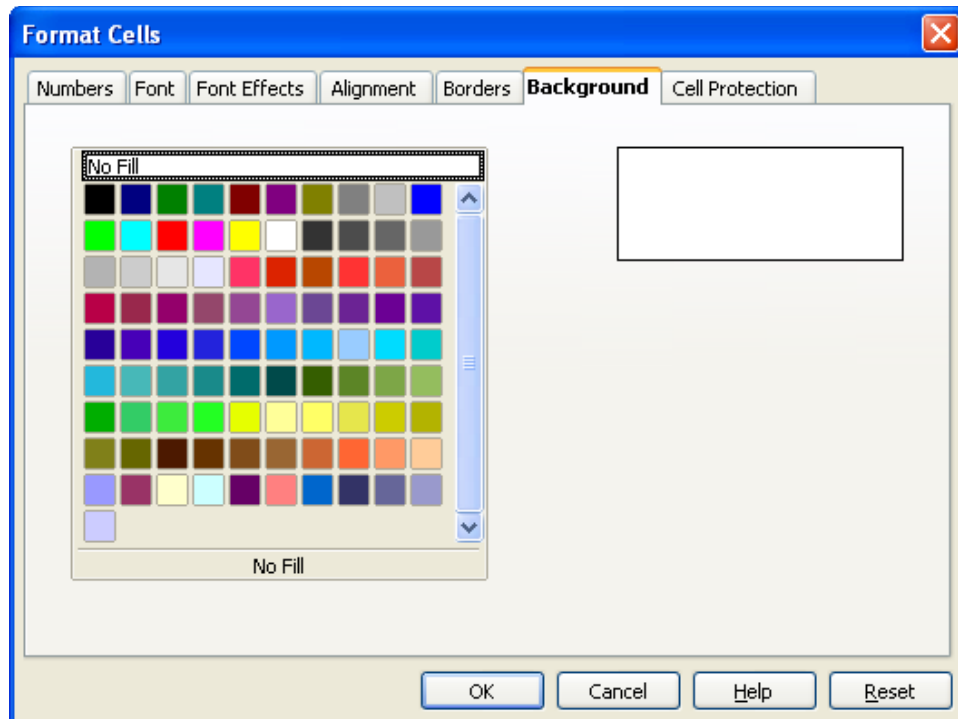 Format Cells
Numbers Font Font Effects Alignment Borders Background Cell Protection
No Fill
No Fill
OK Cancel Help Reset